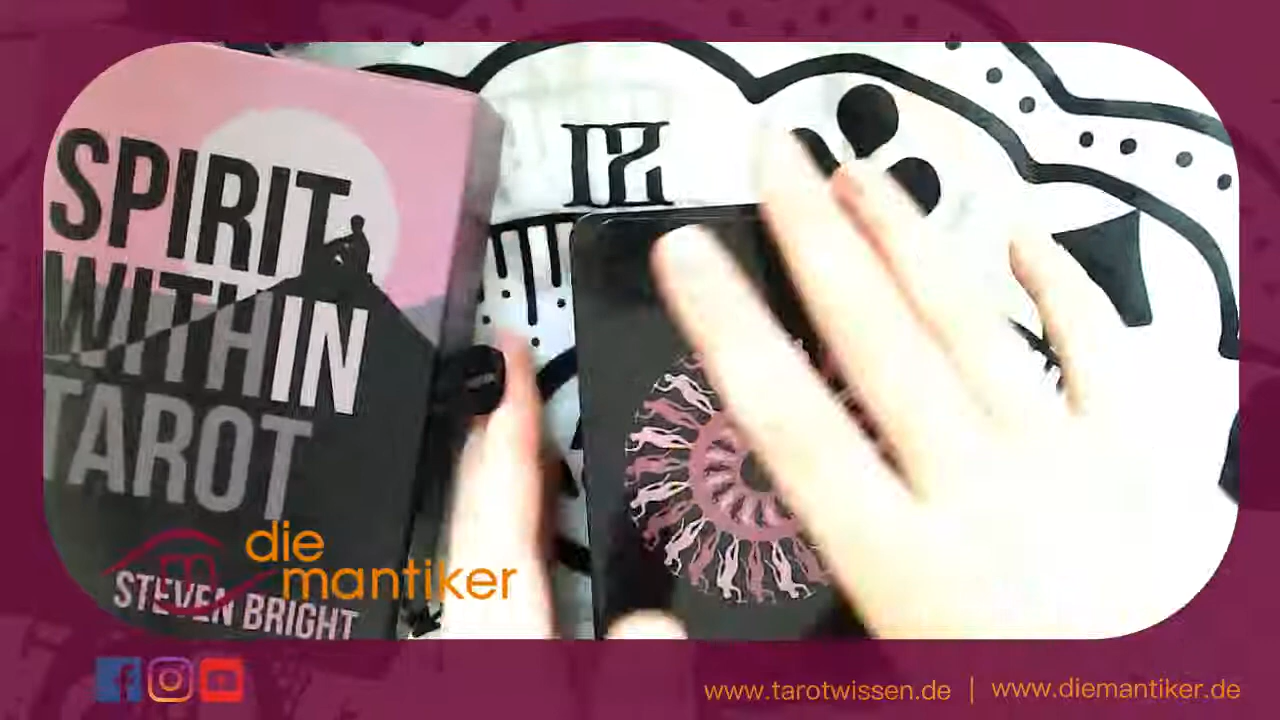 SPIRIT
WITHIN
TAROT
STEVEN BRIGHT
die
mantiker
www.tarotwissen.de | www.diemantiker.de